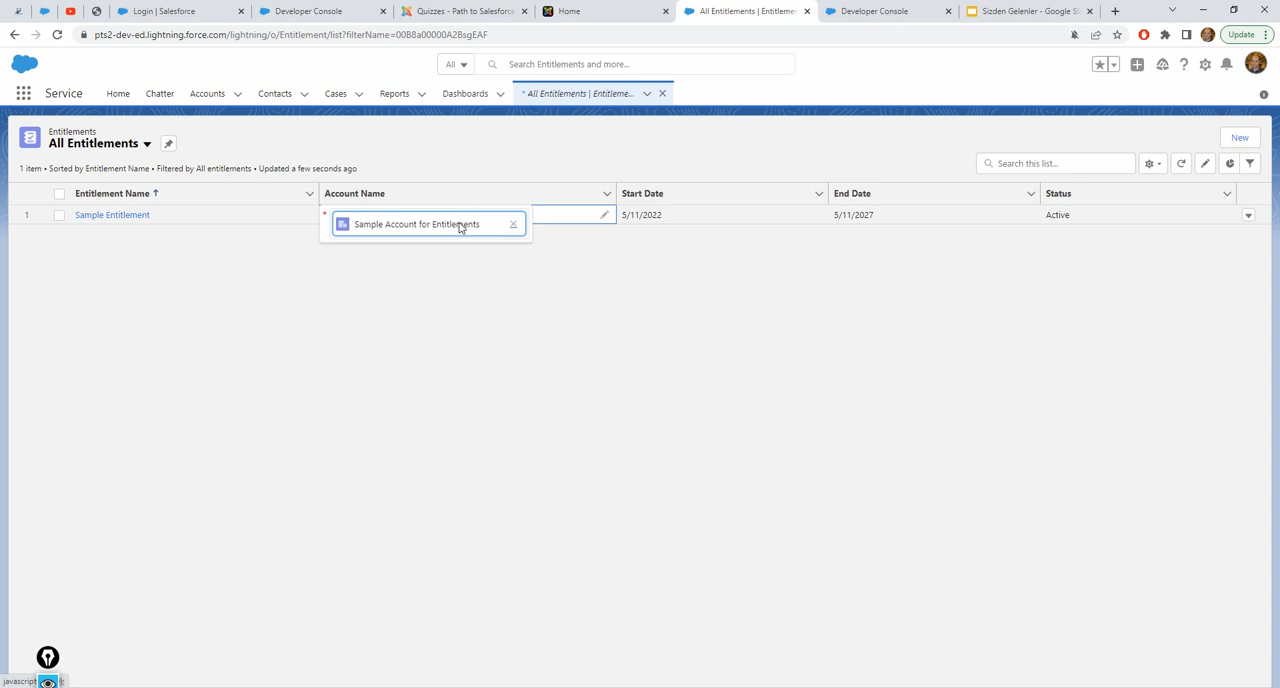 Login | Salesforce
Developer Console
Quizzes - Path to Salesforce
Home
All Entitlements | Entitlemen
Developer Console
Sizden Gelenler - Google Sl
pts2-dev-ed.lightning.force.com/lightning/o/Entitlement/list?filterName=00B8a00000A2BsgEAF
Update
All
Search Entitlements and more...
Service
Home
Chatter
Accounts
Contacts
Cases
Reports
Dashboards
* All Entitlements | Entitleme...
Entitlements
All Entitlements
New
1 item • Sorted by Entitlement Name • Filtered by All entitlements • Updated a few seconds ago
Search this list...
Entitlement Name
Account Name
Start Date
End Date
Status
1
Sample Entitlement
* Sample Account for Entitlements
5/11/2022
5/11/2027
Active
javascript